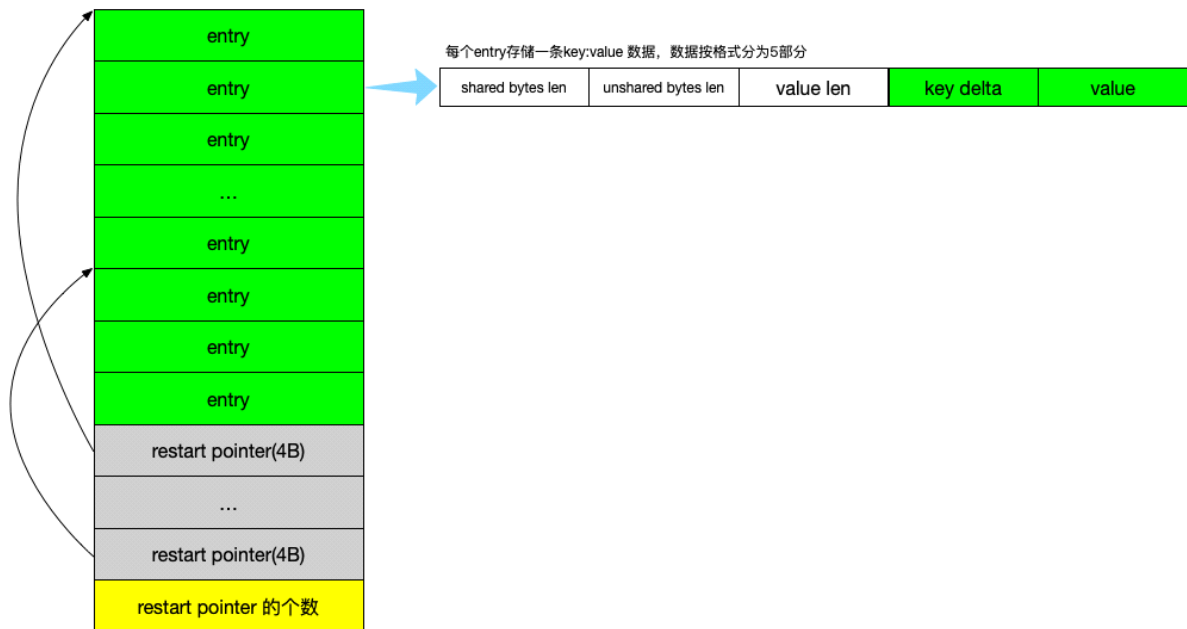 entry
entry
每个entry存储一条key:value 数据，数据按格式分为5部分
shared bytes len
unshared bytes len
value len
key delta
value
entry
...
entry
entry
entry
entry
restart pointer(4B)
...
restart pointer(4B)
restart pointer 的个数